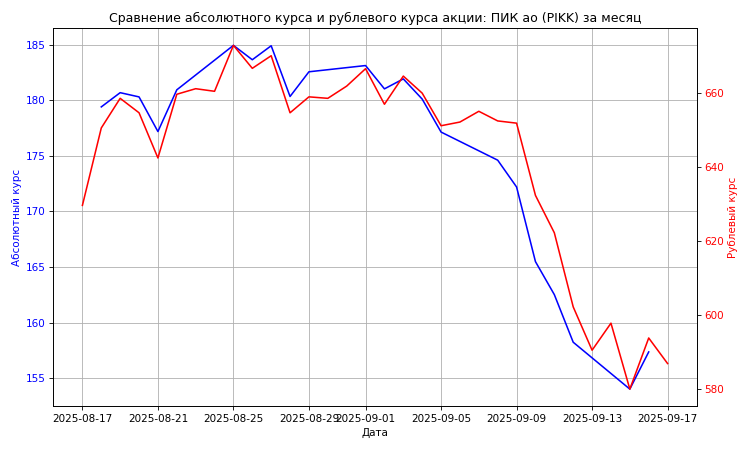 Сравнение абсолютного курса и рублевого курса акции: ПИК ао (PIKK) за месяц
Абсолютный курс
185
180
175
170
165
160
155
660
640
620
600
580
Рублевый курс
2025-08-17 2025-08-21 2025-08-25 2025-08-29 2025-09-01 2025-09-05 2025-09-09 2025-09-13 2025-09-17
Дата